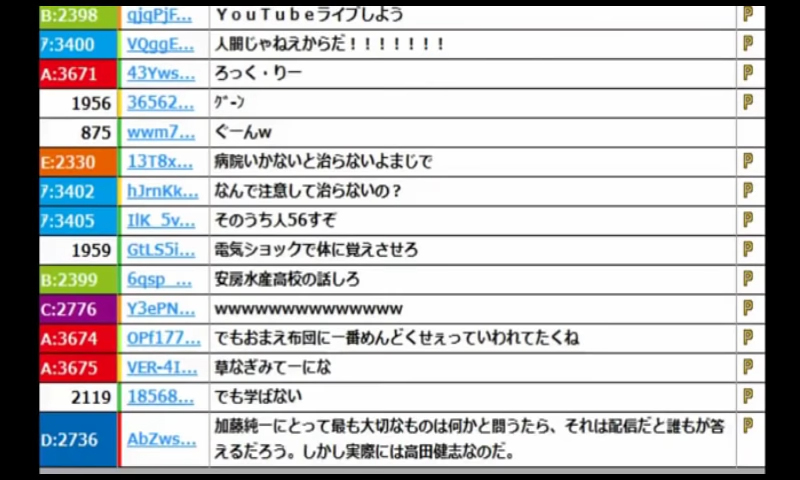 B:2398 qjqPjF... ＹｏｕＴｕｂｅライブしよう P
7:3400 VQggE... 人間じゃねえからだ！！！！！！！ P
A:3671 43Yws... ろっく・りー P
1956 36562... ｸﾞｰﾝ P
875 wwm7... ぐーんw
E:2330 13T8x... 病院いかないと治らないよまじで P
7:3402 hJrnKk... なんで注意して治らないの？ P
7:3405 IlK_5v... そのうち人56すぞ P
1959 GtLS5i... 電気ショックで体に覚えさせろ P
B:2399 6qsp_... 安房水産高校の話しろ P
C:2776 Y3ePN... wwwwwwwwwwwwww P
A:3674 OPf177... でもおまえ布団に一番めんどくせぇっていわれてたくね P
A:3675 VER-4I... 草なぎみてーにな P
2119 18568... でも学ばない P
D:2736 AbZws... 加藤純一にとって最も大切なものは何かと問うたら、それは配信だと誰もが答 P
えるだろう。しかし実際には高田健志なのだ。